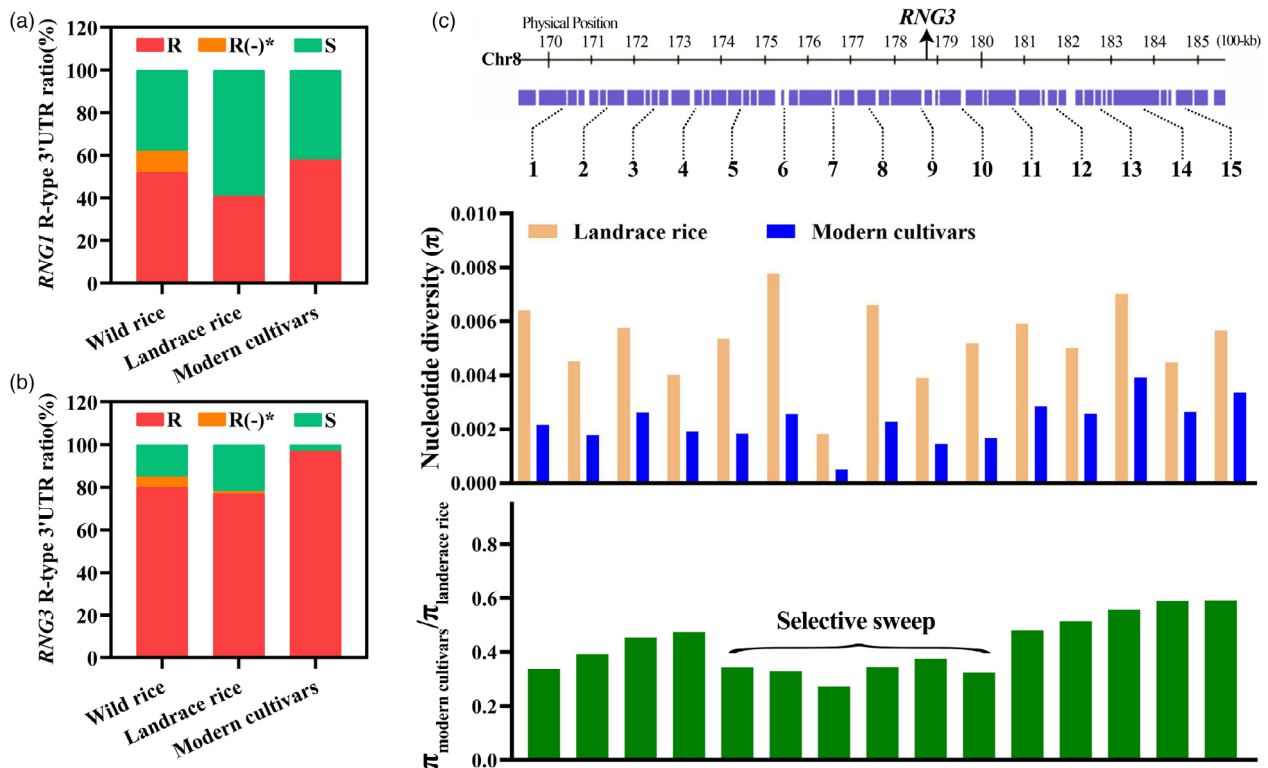 (a)
RNG1 R-type 3'UTR ratio(%)
120
100
80
60
40
20
0
R R(-)* S
Wild rice
Landrace rice
Modern cultivars
(b)
RNG3 R-type 3'UTR ratio(%)
120
100
80
60
40
20
0
R R(-)* S
Wild rice
Landrace rice
Modern cultivars
(c)
RNG3
Physical Position
170 171 172 173 174 175 176 177 178 179 180 181 182 183 184 185 (100-kb)
Chr8
1 2 3 4 5 6 7 8 9 10 11 12 13 14 15
Nucleotide diversity (π)
0.010
0.008
0.006
0.004
0.002
0.000
Landrace rice Modern cultivars
π modern cultivars/π landerace rice
0.8
0.6
0.4
0.2
0.0
Selective sweep